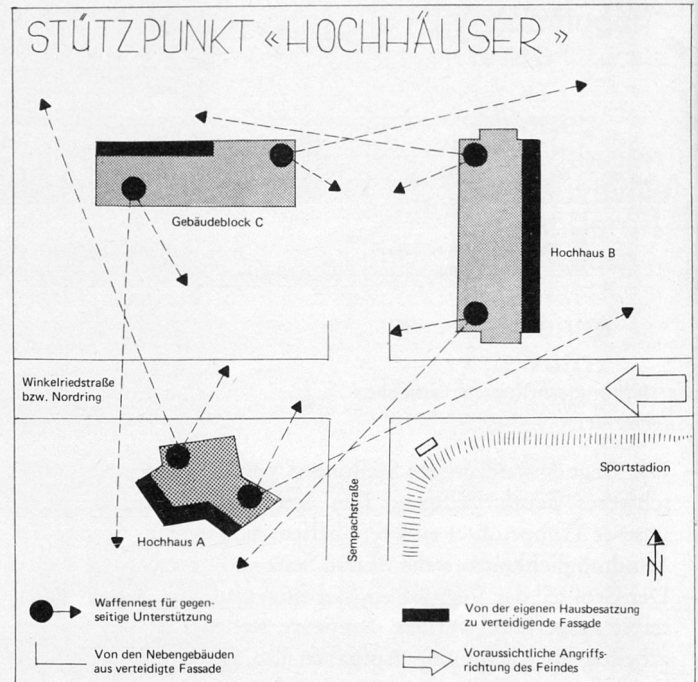 STÜTZPUNKT «HOCHHÄUSER»
Gebäudeblock C
Hochhaus B
Winkelriedstraße
bzw. Nordring
Sportstadion
Sempachstraße
Hochhaus A
N
Waffennest für gegen-
seitige Unterstützung
Von der eigenen Hausbesatzung
zu verteidigende Fassade
Von den Nebengebäuden
aus verteidigte Fassade
Voraussichtliche Angriffs-
richtung des Feindes